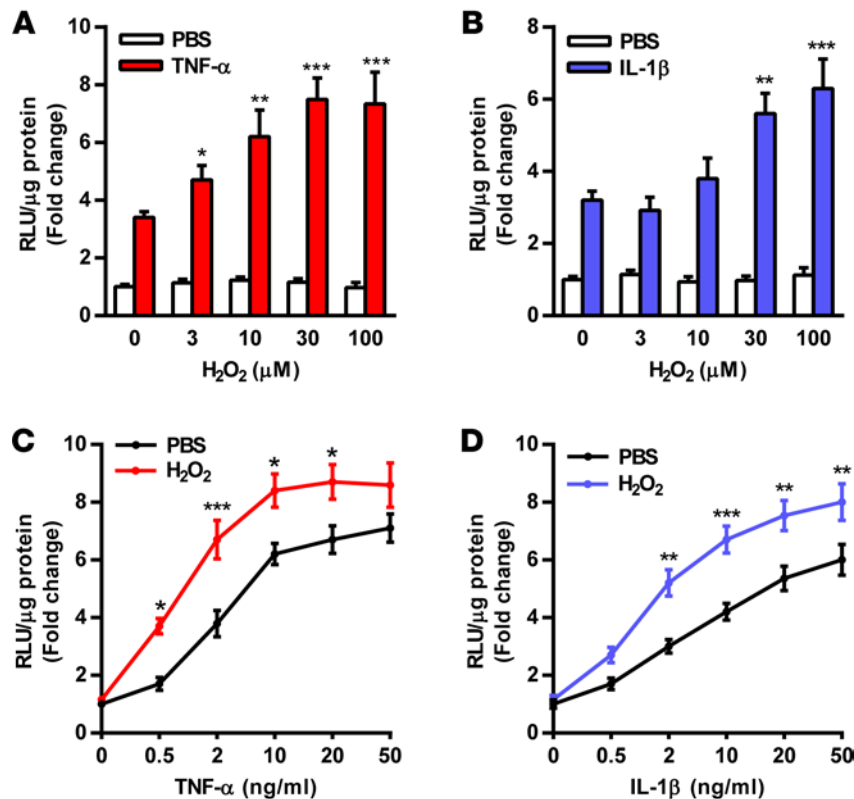 A
PBS
TNF-α
RLU/μg protein
(Fold change)
10
8
6
4
2
0
*
**
***
***
0 3 10 30 100
H₂O₂ (μM)
B
PBS
IL-1β
RLU/μg protein
(Fold change)
8
6
4
2
0
**
***
0 3 10 30 100
H₂O₂ (μM)
C
PBS
H₂O₂
RLU/μg protein
(Fold change)
10
8
6
4
2
0
*
***
*
*
0 0.5 2 10 20 50
TNF-α (ng/ml)
D
PBS
H₂O₂
RLU/μg protein
(Fold change)
10
8
6
4
2
0
**
***
**
**
0 0.5 2 10 20 50
IL-1β (ng/ml)